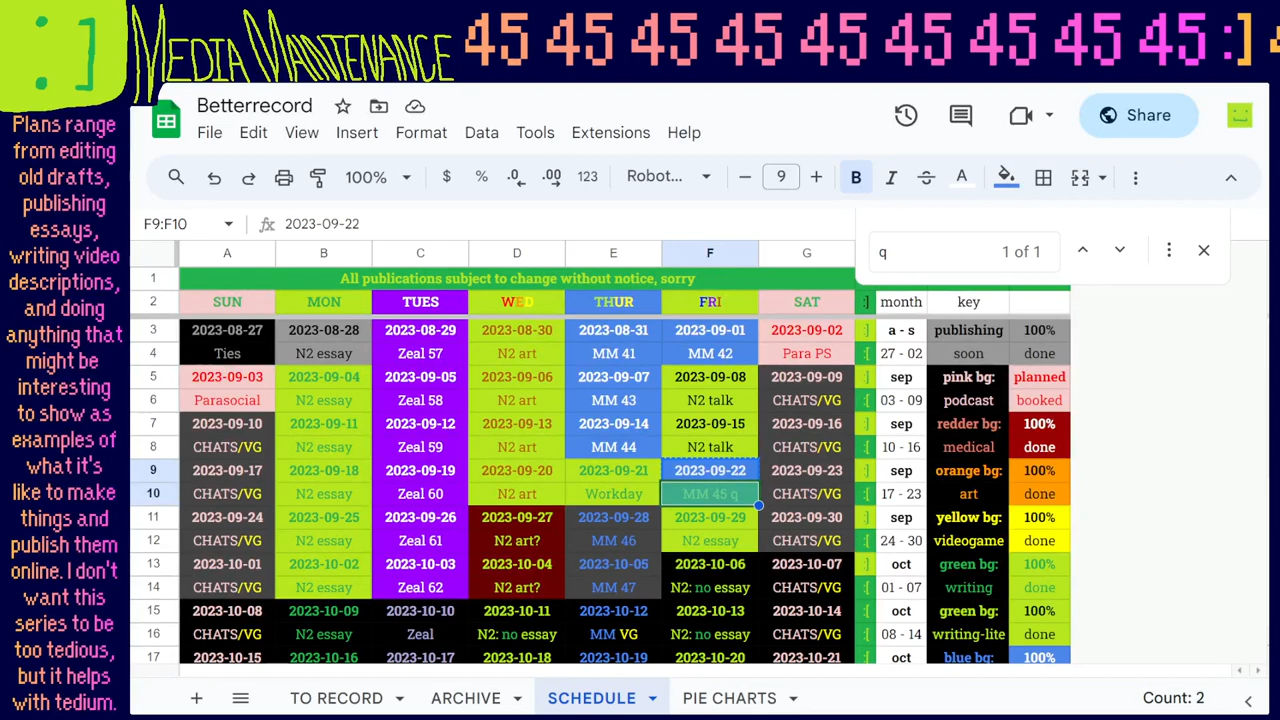 :]
MEDIA MAINTENANCE
45 45 45 45 45 45 45 45 45 :] 4
Plans range
from editing
old drafts,
publishing
essays,
writing video
descriptions,
and doing
anything that
might be
interesting
to show as
examples of
what it's
like to make
things and
publish them
online. I don't
want this
series to be
too tedious,
but it helps
with tedium.
Betterrecord
File Edit View Insert Format Data Tools Extensions Help
Share
100% $ % .0 .00 123 Robot... 9 B I S A
F9:F10 fx 2023-09-22
q 1 of 1
A B C D E F G
1 All publications subject to change without notice, sorry
2 SUN MON TUES WED THUR FRI SAT :] month key
3 2023-08-27 2023-08-28 2023-08-29 2023-08-30 2023-08-31 2023-09-01 2023-09-02 :] a - s publishing 100%
4 Ties N2 essay Zeal 57 N2 art MM 41 MM 42 Para PS :[ 27 - 02 soon done
5 2023-09-03 2023-09-04 2023-09-05 2023-09-06 2023-09-07 2023-09-08 2023-09-09 :] sep pink bg: planned
6 Parasocial N2 essay Zeal 58 N2 art MM 43 N2 talk CHATS/VG :[ 03 - 09 podcast booked
7 2023-09-10 2023-09-11 2023-09-12 2023-09-13 2023-09-14 2023-09-15 2023-09-16 :] sep redder bg: 100%
8 CHATS/VG N2 essay Zeal 59 N2 art MM 44 N2 talk CHATS/VG :[ 10 - 16 medical done
9 2023-09-17 2023-09-18 2023-09-19 2023-09-20 2023-09-21 2023-09-22 2023-09-23 :] sep orange bg: 100%
10 CHATS/VG N2 essay Zeal 60 N2 art Workday MM 45 q CHATS/VG :[ 17 - 23 art done
11 2023-09-24 2023-09-25 2023-09-26 2023-09-27 2023-09-28 2023-09-29 2023-09-30 :] sep yellow bg: 100%
12 CHATS/VG N2 essay Zeal 61 N2 art? MM 46 N2 essay CHATS/VG :[ 24 - 30 videogame done
13 2023-10-01 2023-10-02 2023-10-03 2023-10-04 2023-10-05 2023-10-06 2023-10-07 :] oct green bg: 100%
14 CHATS/VG N2 essay Zeal 62 N2 art? MM 47 N2: no essay CHATS/VG :[ 01 - 07 writing done
15 2023-10-08 2023-10-09 2023-10-10 2023-10-11 2023-10-12 2023-10-13 2023-10-14 :] oct green bg: 100%
16 CHATS/VG N2 essay Zeal N2: no essay MM VG N2: no essay CHATS/VG :[ 08 - 14 writing-lite done
17 2023-10-15 2023-10-16 2023-10-17 2023-10-18 2023-10-19 2023-10-20 2023-10-21 :] oct blue bg: 100%
TO RECORD ARCHIVE SCHEDULE PIE CHARTS Count: 2